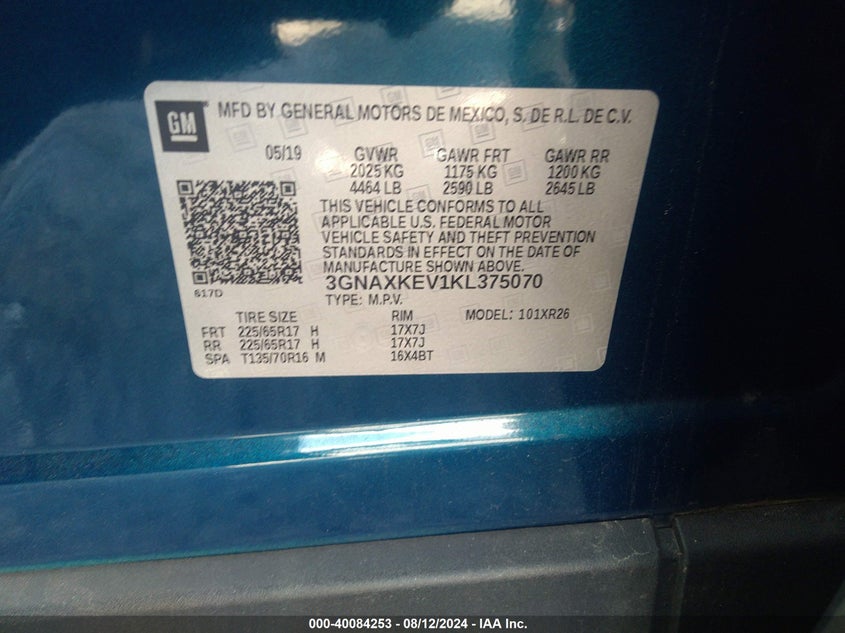 GM MFD BY GENERAL MOTORS DE MEXICO, S. DE R.L. DE C.V.
05/19 GVWR GAWR FRT GAWR RR
2025 KG 1175 KG 1200 KG
4464 LB 2590 LB 2645 LB
THIS VEHICLE CONFORMS TO ALL
APPLICABLE U.S. FEDERAL MOTOR
VEHICLE SAFETY AND THEFT PREVENTION
STANDARDS IN EFFECT ON THE DATE OF
MANUFACTURE SHOWN ABOVE.
617D 3GNAXKEV1KL375070
TYPE: M.P.V.
TIRE SIZE RIM MODEL: 101XR26
FRT 225/65R17 H 17X7J
RR 225/65R17 H 17X7J
SPA T135/70R16 M 16X4BT
000-40084253 - 08/12/2024 - IAA Inc.